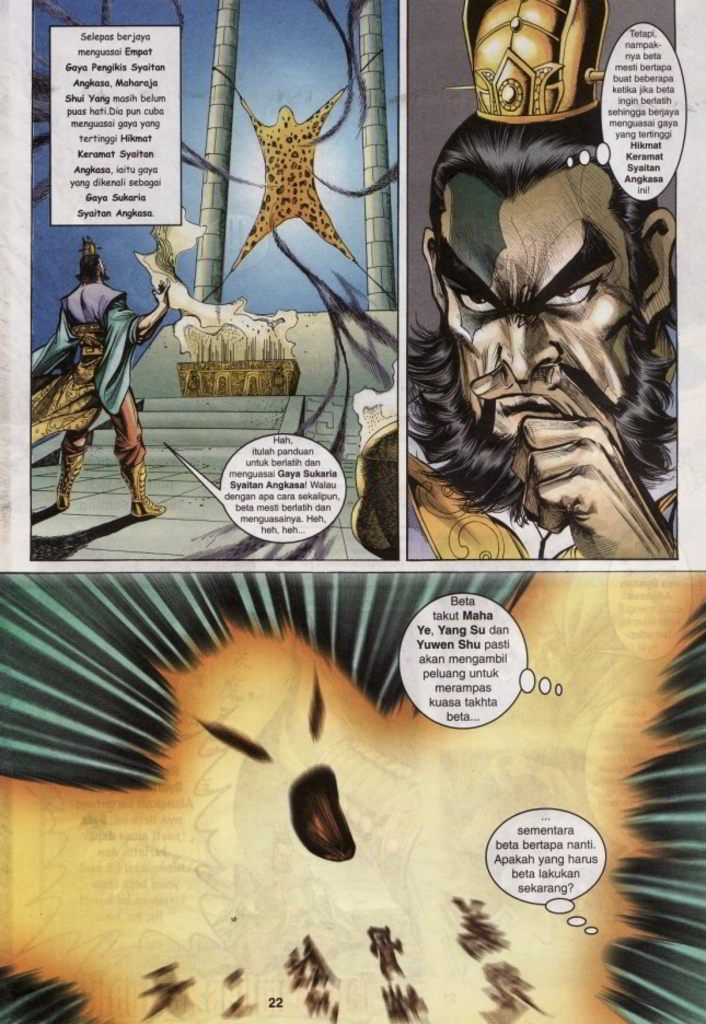 Selepas berjaya
menguasai Empat
Gaya Pengikis Syaitan
Angkasa, Maharaja
Shui Yang masih belum
puas hati.Dia pun cuba
menguasai gaya yang
tertinggi Hikmat
Keramat Syaitan
Angkasa, iaitu gaya
yang dikenali sebagai
Gaya Sukaria
Syaitan Angkasa.
Hah,
itulah panduan
untuk berlatih dan
menguasai Gaya Sukaria
Syaitan Angkasa! Walau
dengan apa cara sekalipun,
beta mesti berlatih dan
menguasainya. Heh,
heh, heh...
Tetapi,
nampak-
nya beta
mesti bertapa
buat beberapa
ketika jika beta
ingin berlatih
sehingga berjaya
menguasai gaya
yang tertinggi
Hikmat
Keramat
Syaitan
Angkasa
ini!
Beta
takut Maha
Ye, Yang Su dan
Yuwen Shu pasti
akan mengambil
peluang untuk
merampas
kuasa takhta
beta...
...
sementara
beta bertapa nanti.
Apakah yang harus
beta lakukan
sekarang?
22